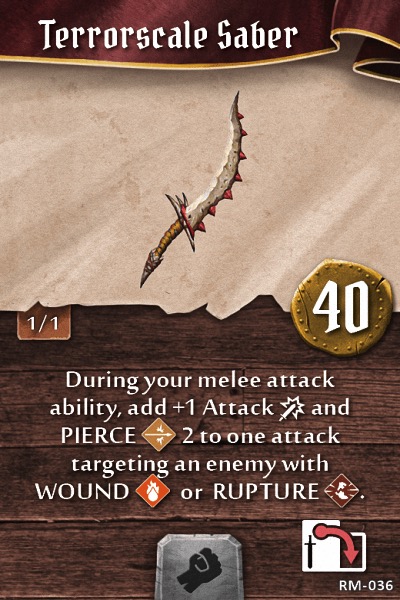 Terrorscale Saber
1/1
40
During your melee attack
ability, add +1 Attack and
PIERCE 2 to one attack
targeting an enemy with
WOUND or RUPTURE.
RM-036